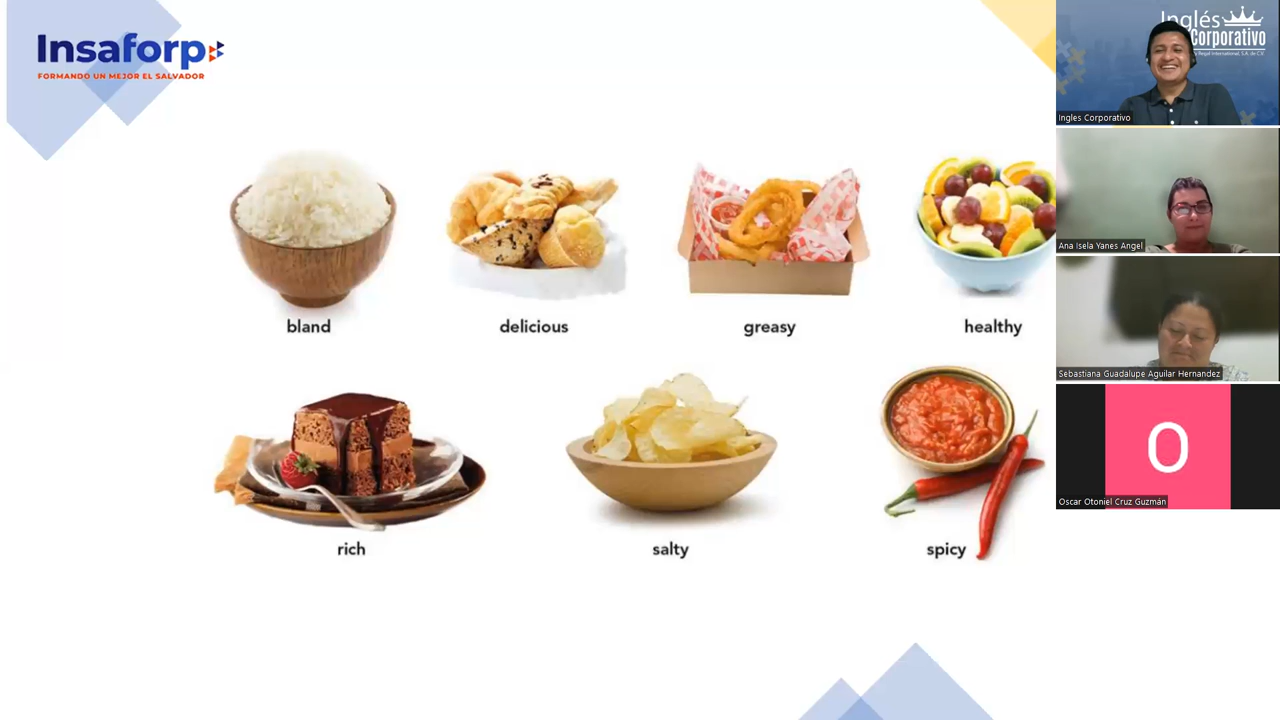 Insaforp
FORMANDO UN MEJOR EL SALVADOR
bland
delicious
greasy
healthy
rich
salty
spicy
Inglés
Corporativo
Ingles Corporativo
Ana Isela Yanes Angel
Sebastiana Guadalupe Aguilar Hernandez
O
Oscar Otoniel Cruz Guzmán